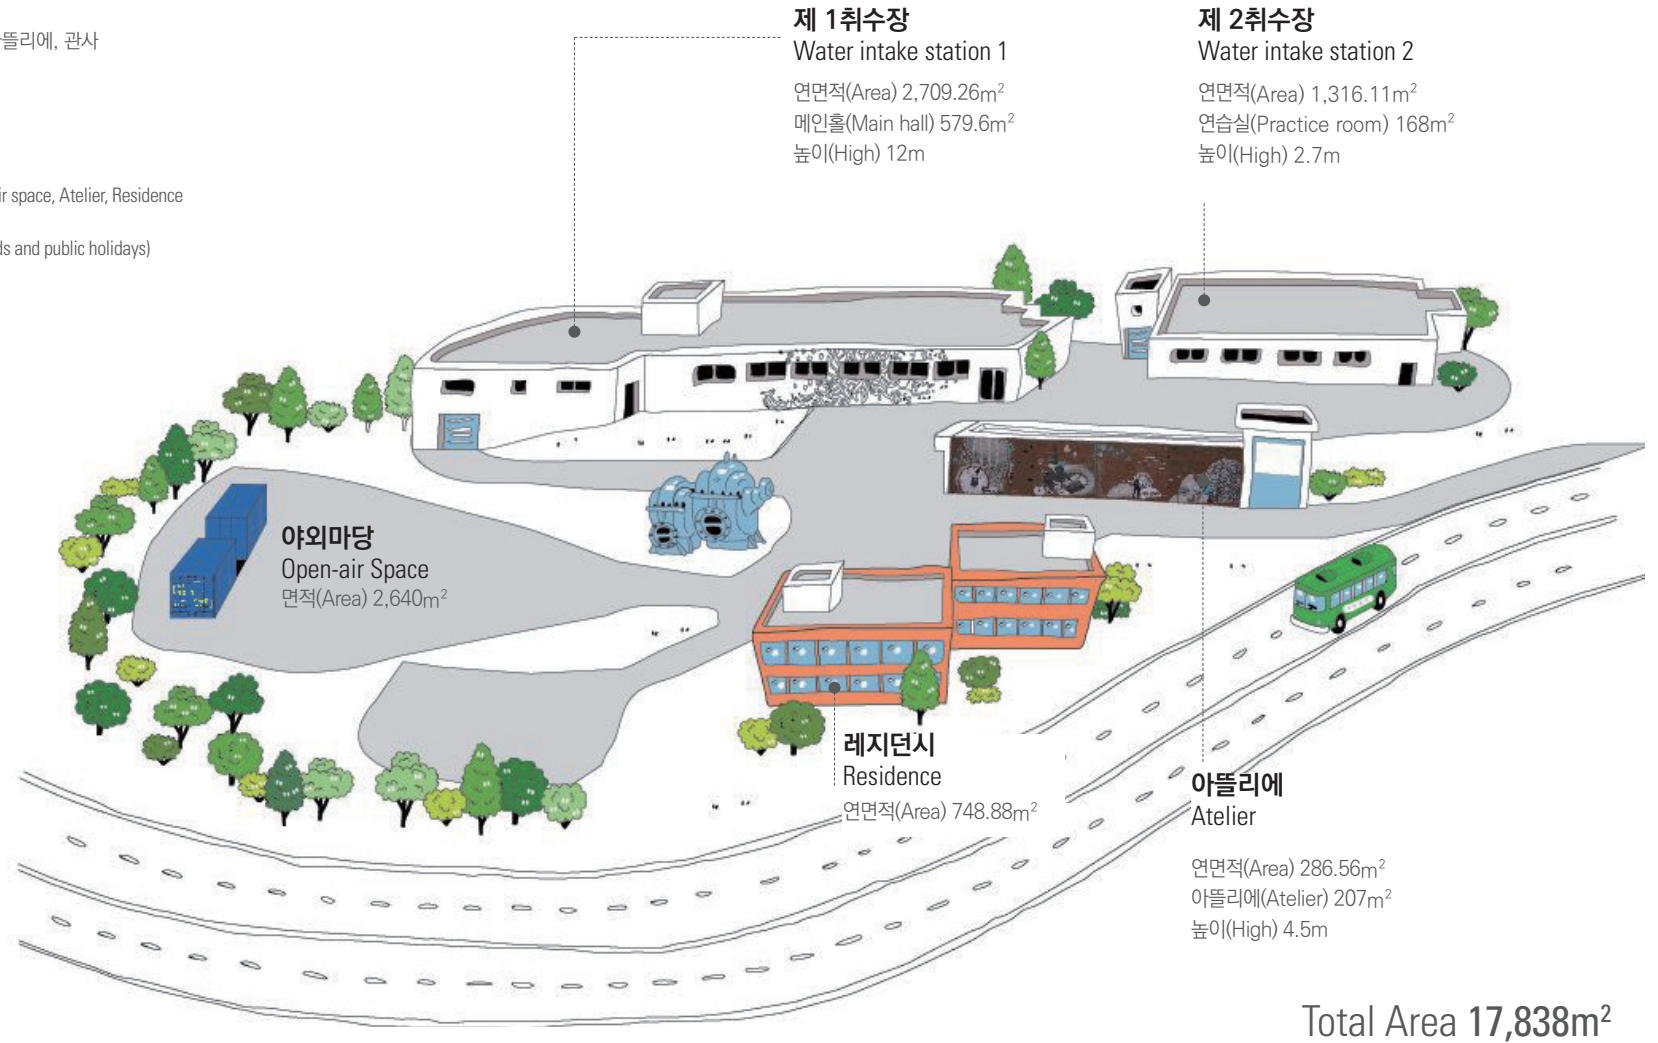 뜰리에, 관사
ir space, Atelier, Residence
ds and public holidays)
제 1취수장
Water intake station 1
연면적(Area) 2,709.26m²
메인홀(Main hall) 579.6m²
높이(High) 12m
제 2취수장
Water intake station 2
연면적(Area) 1,316.11m²
연습실(Practice room) 168m²
높이(High) 2.7m
야외마당
Open-air Space
면적(Area) 2,640m²
레지던시
Residence
연면적(Area) 748.88m²
아뜰리에
Atelier
연면적(Area) 286.56m²
아뜰리에(Atelier) 207m²
높이(High) 4.5m
Total Area 17,838m²